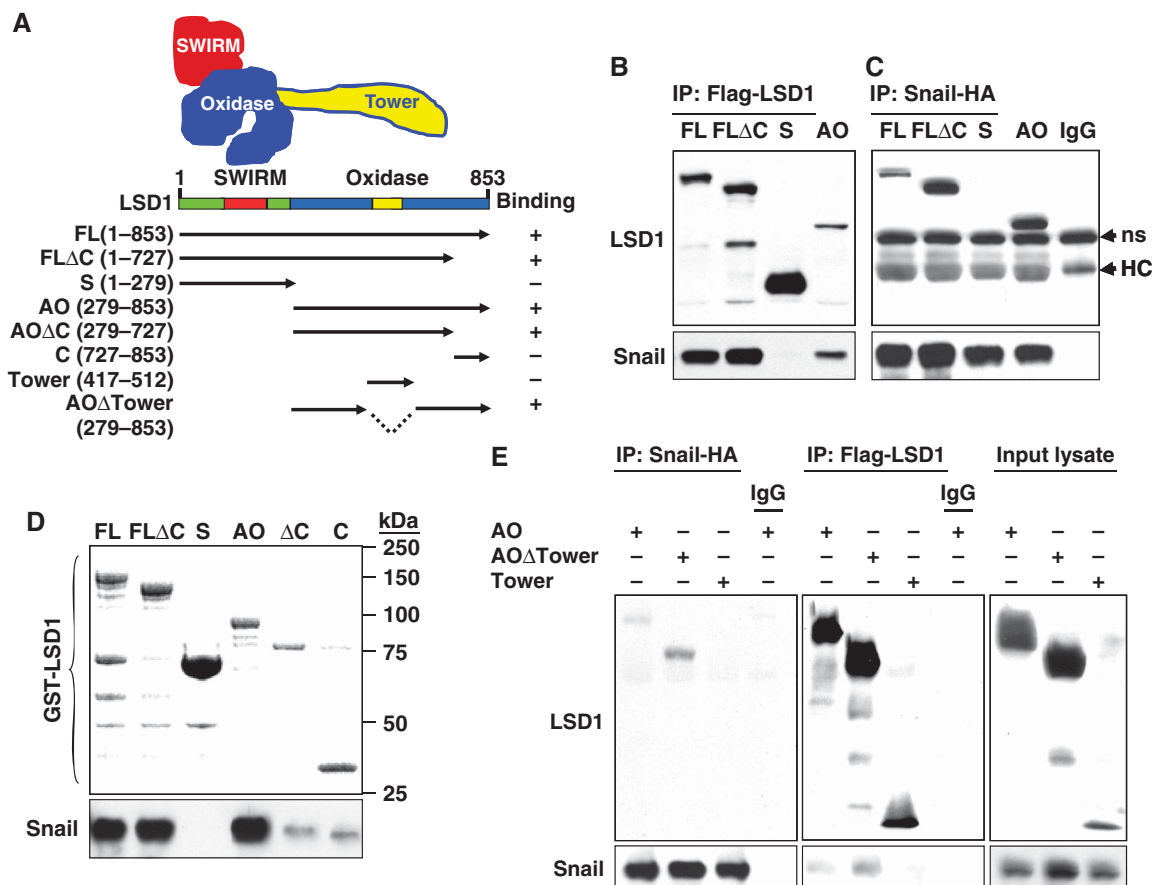 A
SWIRM
Oxidase
Tower
1 SWIRM Oxidase 853
LSD1 Binding
FL(1–853) +
FLΔC (1–727) +
S (1–279) –
AO (279–853) +
AOΔC (279–727) +
C (727–853) –
Tower (417–512) –
AOΔTower +
(279–853)
B
IP: Flag-LSD1
FL FLΔC S AO
LSD1
Snail
C
IP: Snail-HA
FL FLΔC S AO IgG
ns
HC
D
FL FLΔC S AO ΔC C kDa
250
150
100
75
50
25
GST-LSD1
Snail
E
IP: Snail-HA IP: Flag-LSD1 Input lysate
IgG IgG
AO + – – + + – – + + – –
AOΔTower – + – – – + – – – + –
Tower – – + – – – + – – – +
LSD1
Snail